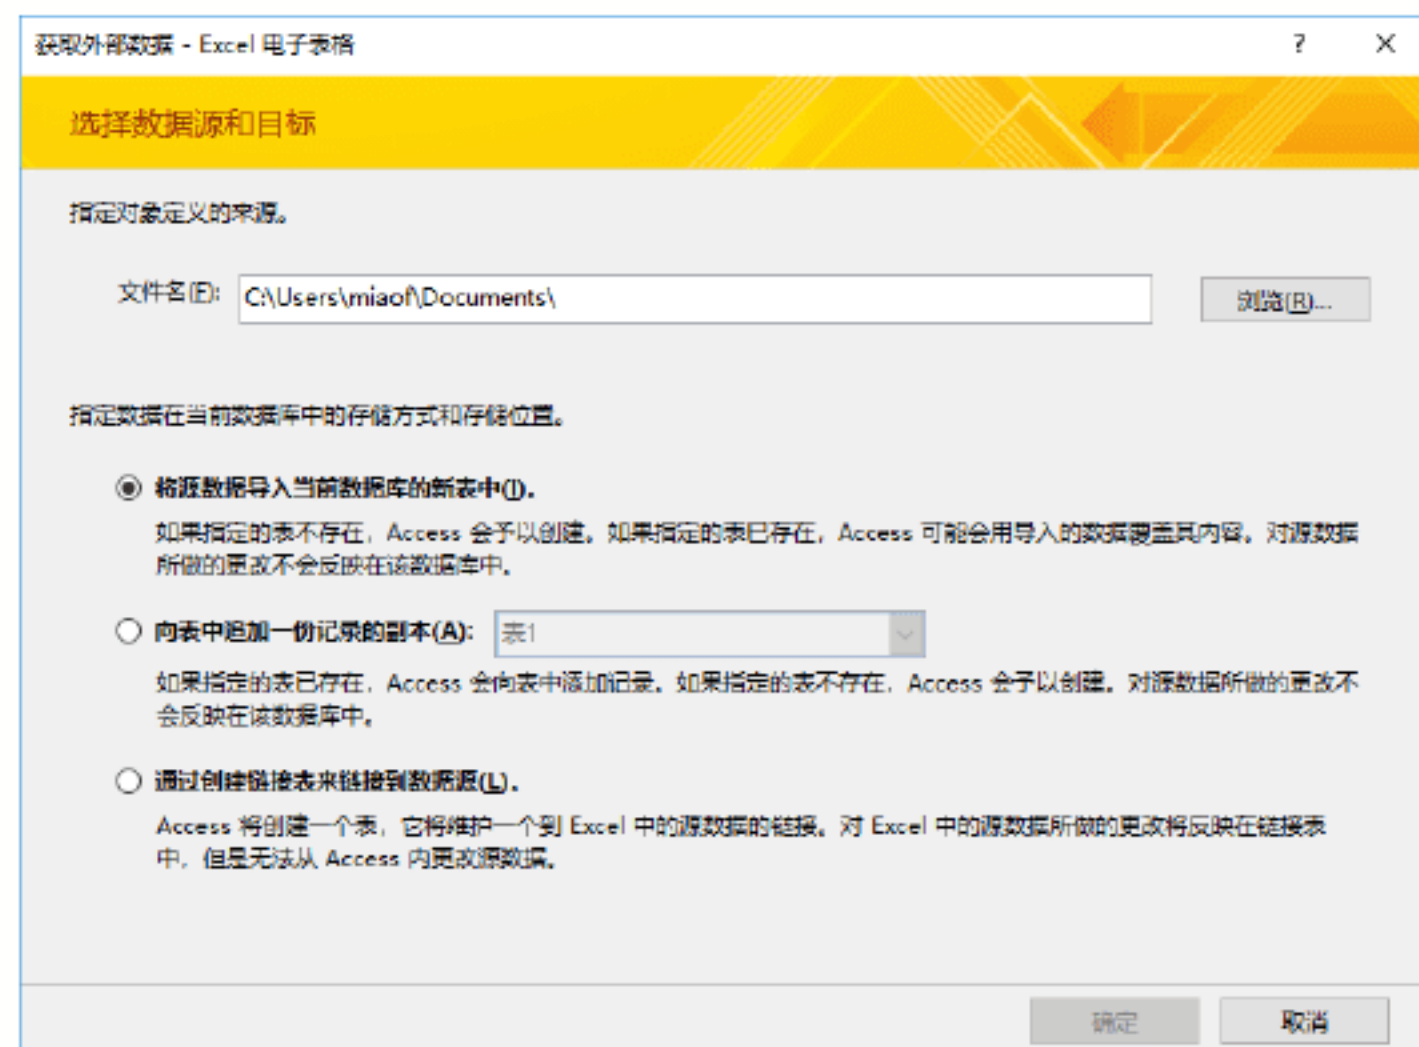 获取外部数据 - Excel 电子表格
? ×
选择数据源和目标
指定对象定义的来源。
文件名(F): C:\Users\miaof\Documents\ 浏览(R)...
指定数据在当前数据库中的存储方式和存储位置。
将源数据导入当前数据库的新表中(I)。
如果指定的表不存在，Access 会予以创建。如果指定的表已存在，Access 可能会用导入的数据覆盖其内容。对源数据
所做的更改不会反映在该数据库中。
向表中追加一份记录的副本(A): 表1
如果指定的表已存在，Access 会向表中添加记录。如果指定的表不存在，Access 会予以创建。对源数据所做的更改不
会反映在该数据库中。
通过创建链接表来链接到数据源(L)。
Access 将创建一个表，它将维护一个到 Excel 中的源数据的链接。对 Excel 中的源数据所做的更改将反映在链接表
中，但是无法从 Access 内更改源数据。
确定 取消